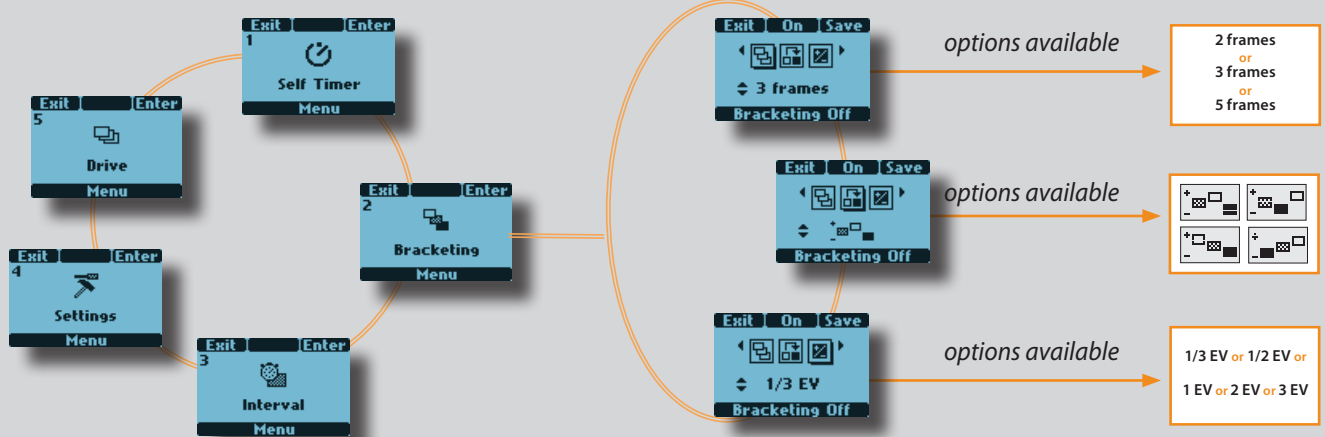 Exit Enter
1
Self Timer
Menu
Exit Enter
2
Bracketing
Menu
Exit Enter
3
Interval
Menu
Exit Enter
4
Settings
Menu
Exit Enter
5
Drive
Menu
Exit On Save
3 frames
Bracketing Off
options available
2 frames
or
3 frames
or
5 frames
Exit On Save
Bracketing Off
options available
Exit On Save
1/3 EV
Bracketing Off
options available
1/3 EV or 1/2 EV or
1 EV or 2 EV or 3 EV